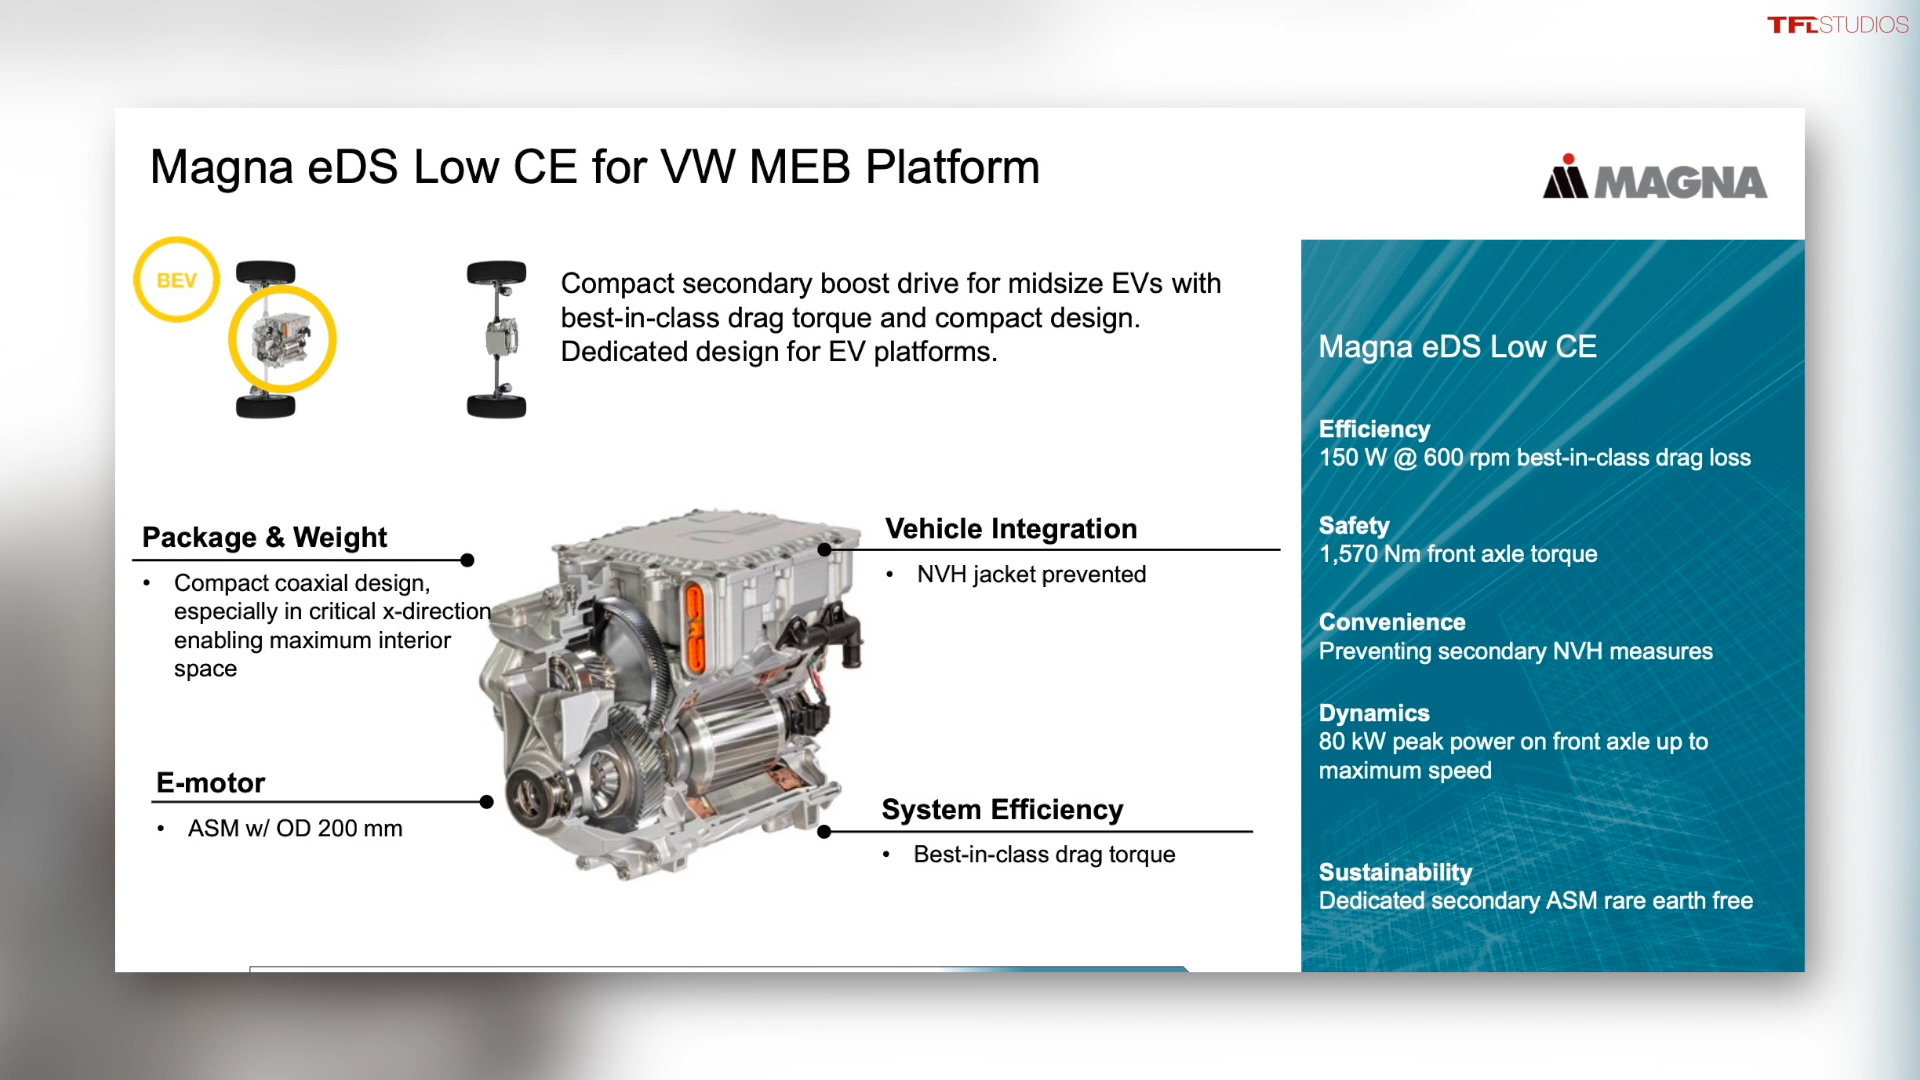 TFLSTUDIOS
Magna eDS Low CE for VW MEB Platform
MAGNA
BEV
Compact secondary boost drive for midsize EVs with
best-in-class drag torque and compact design.
Dedicated design for EV platforms.
Package & Weight
• Compact coaxial design,
especially in critical x-direction
enabling maximum interior
space
E-motor
• ASM w/ OD 200 mm
Vehicle Integration
• NVH jacket prevented
System Efficiency
• Best-in-class drag torque
Magna eDS Low CE
Efficiency
150 W @ 600 rpm best-in-class drag loss
Safety
1,570 Nm front axle torque
Convenience
Preventing secondary NVH measures
Dynamics
80 kW peak power on front axle up to
maximum speed
Sustainability
Dedicated secondary ASM rare earth free